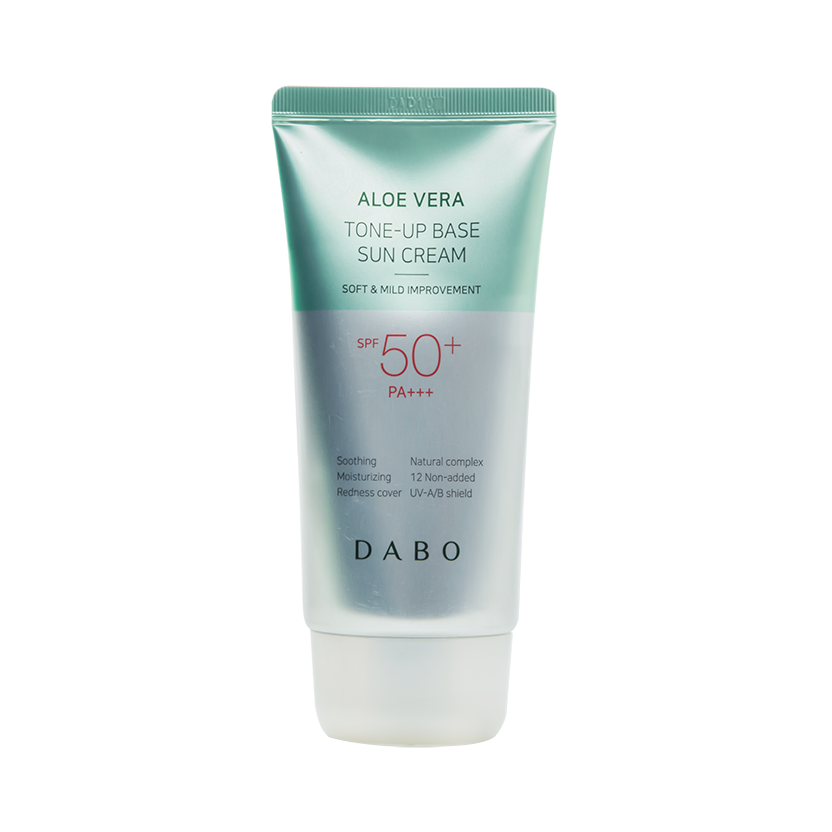 ALOE VERA
TONE-UP BASE
SUN CREAM
SOFT & MILD IMPROVEMENT
SPF 50+
PA+++
Soothing Natural complex
Moisturizing 12 Non-added
Redness cover UV-A/B shield
DABO